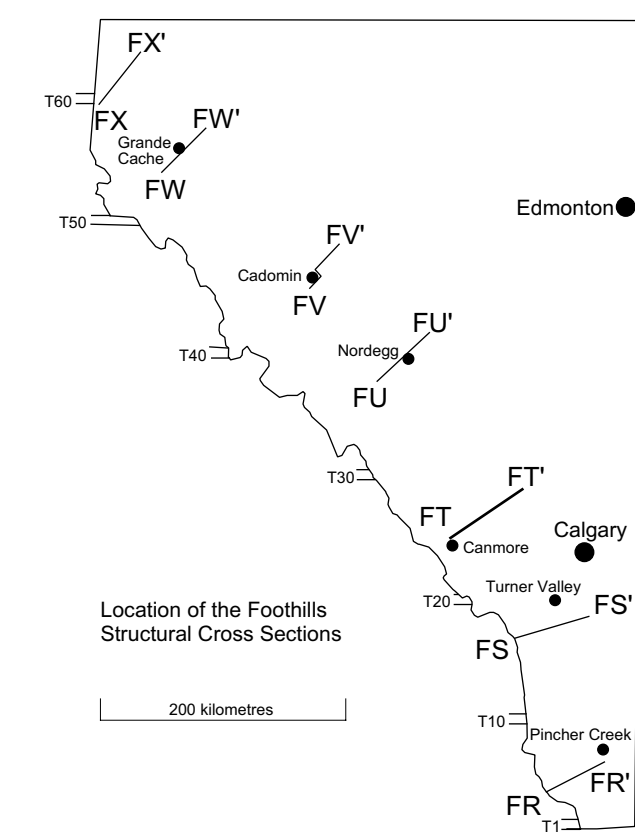 FX'
T60
FX
FW'
Grande
Cache
FW
Edmonton
T50
FV'
Cadomin
FV
FU'
Nordegg
T40
FU
T30
FT'
FT
Calgary
Canmore
Turner Valley
T20
FS'
Location of the Foothills
Structural Cross Sections
FS
200 kilometres
T10
Pincher Creek
FR'
FR
T1